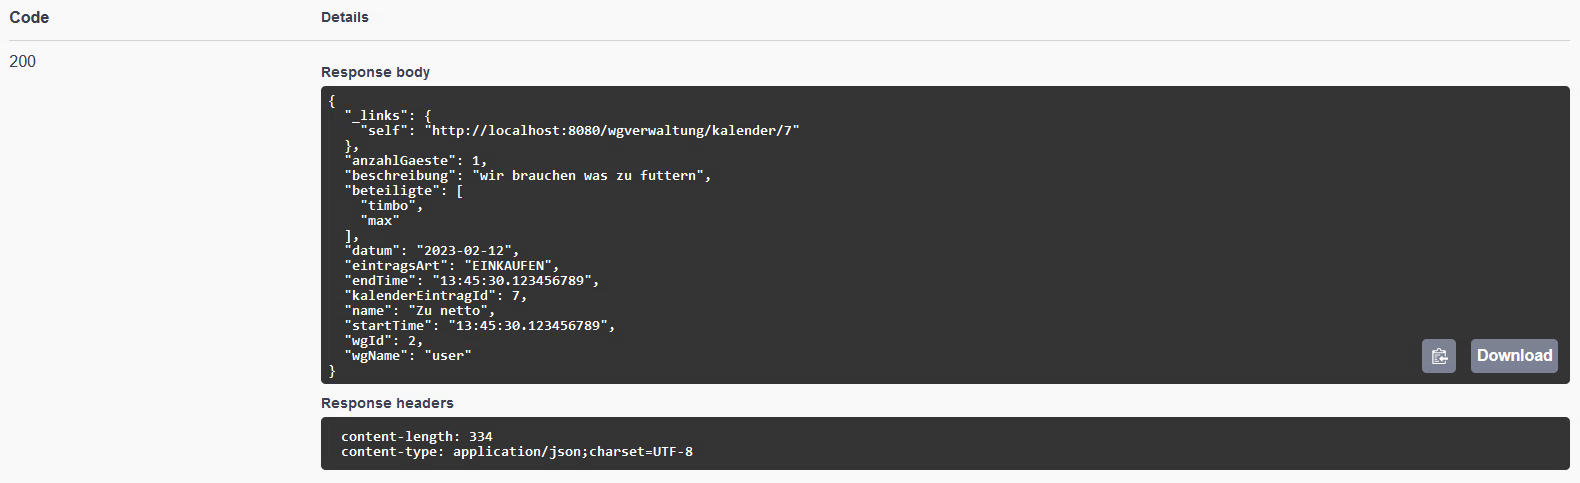 Code Details
200
Response body
{
  "_links": {
    "self": "http://localhost:8080/wgverwaltung/kalender/7"
  },
  "anzahlGaeste": 1,
  "beschreibung": "wir brauchen was zu futtern",
  "beteiligte": [
    "timbo",
    "max"
  ],
  "datum": "2023-02-12",
  "eintragsArt": "EINKAUFEN",
  "endTime": "13:45:30.123456789",
  "kalenderEintragId": 7,
  "name": "Zu netto",
  "startTime": "13:45:30.123456789",
  "wgId": 2,
  "wgName": "user"
}
Download
Response headers
content-length: 334
content-type: application/json;charset=UTF-8